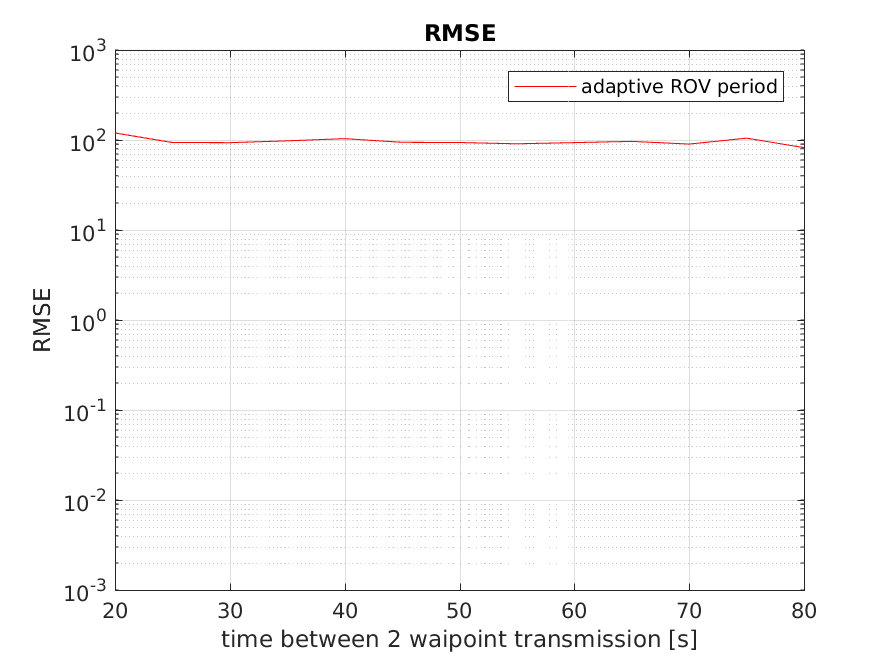 RMSE
adaptive ROV period
RMSE
10^3
10^2
10^1
10^0
10^-1
10^-2
10^-3
20 30 40 50 60 70 80
time between 2 waipoint transmission [s]